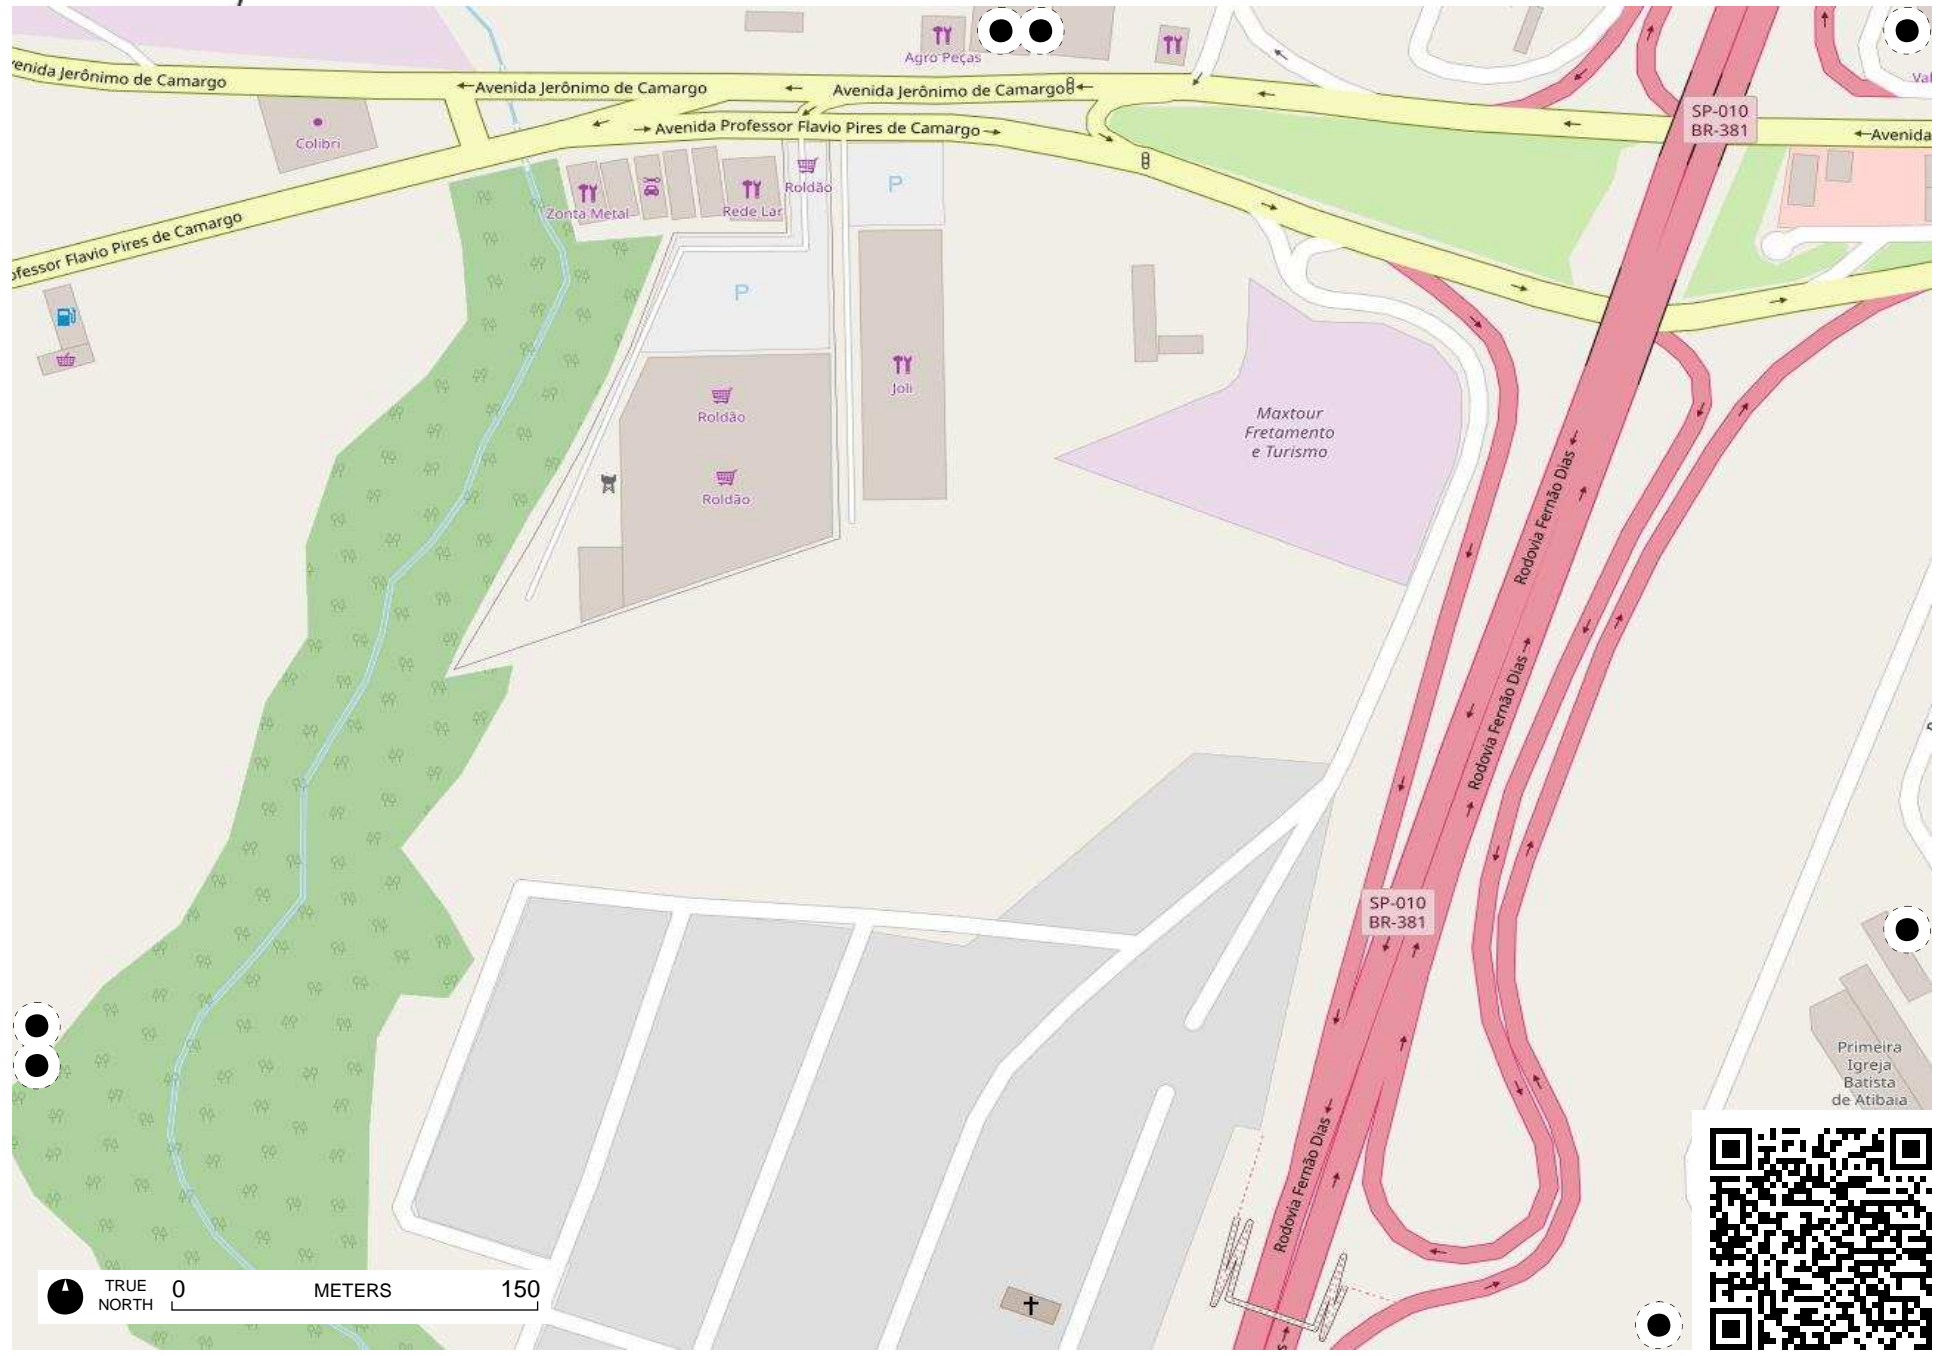 Agro Peças
Val
venida Jerônimo de Camargo
Avenida Jerônimo de Camargo
Avenida Jerônimo de Camargo
Avenida Professor Flavio Pires de Camargo
SP-010
BR-381
Avenida
Colibri
Roldão
P
Zonta Metal
Rede Lar
ofessor Flavio Pires de Camargo
P
Joli
Roldão
Maxtour
Fretamento
e Turismo
Roldão
Rodovia Fernão Dias
Rodovia Fernão Dias
SP-010
BR-381
Primeira
Igreja
Batista
de Atibaia
Rodovia Fernão Dias
TRUE
NORTH
0
METERS
150